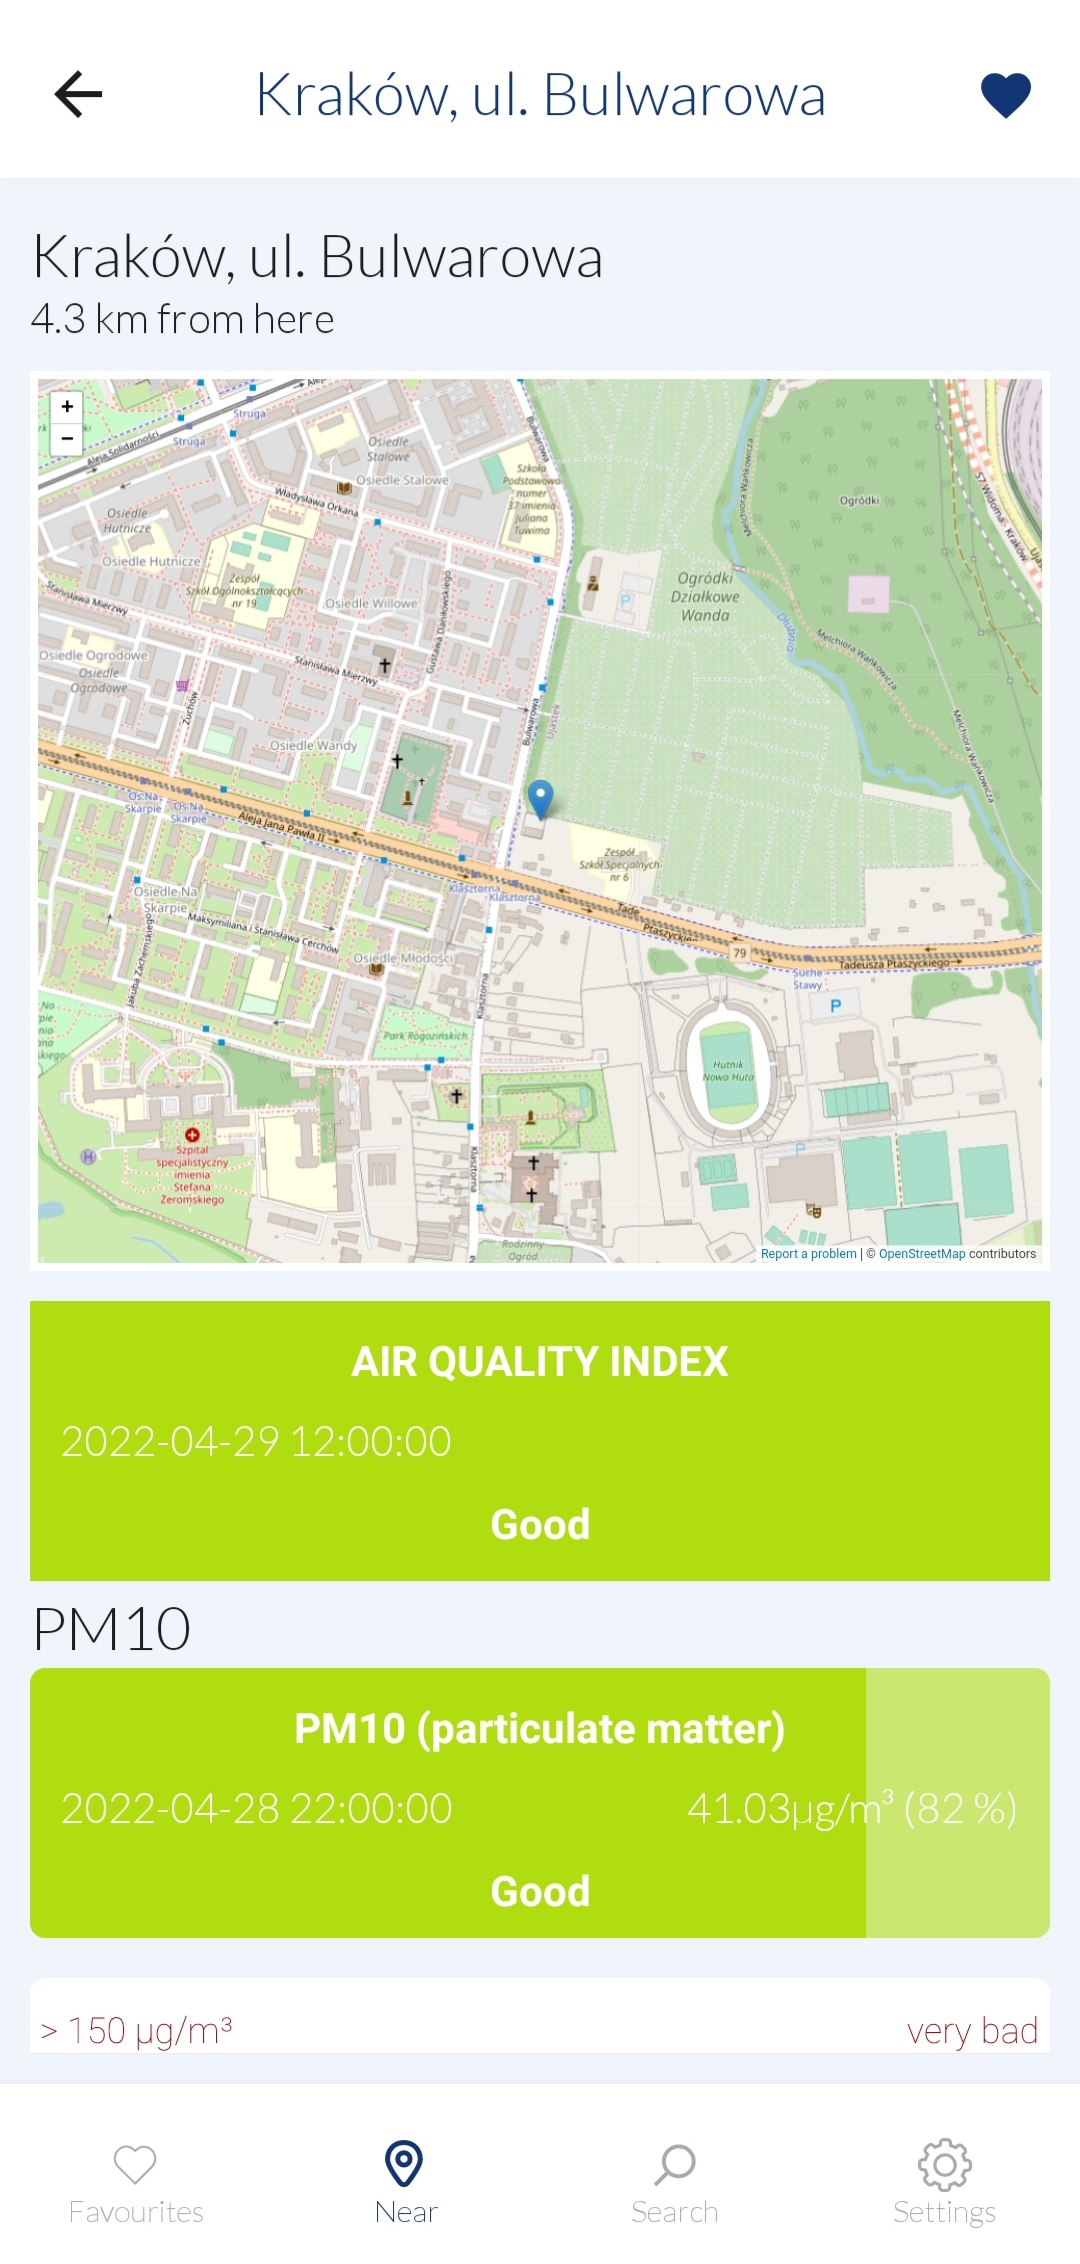 Kraków, ul. Bulwarowa
Kraków, ul. Bulwarowa
4.3 km from here
+
−
Struga
Struga
Aleja Solidarności
Osiedle
Stalowe
Osiedle Stalowe
Władysława Orkana
Osiedle
Hutnicze
Osiedle Hutnicze
Szkoła
Podstawowa
numer
37 imienia
Juliana
Tuwima
Bulwarowa
Zespół
Szkół Ogólnokształcących
nr 19
Osiedle Willowe
Gustawa Daniłowskiego
Stanisława Mierzwy
Stanisława Mierzwy
Osiedle Ogrodowe
Osiedle
Ogrodowe
Żuchów
Osiedle Wandy
Bulwarowa
Ujastek
Ogródki
Działkowe
Wanda
Ogródki
Melchiora Wańkowicza
Melchiora Wańkowicza
Melchiora Wańkowicza
Dłubnia
S7 Widoma - Kraków
P
Os. Na
Skarpie
Os. Na
Skarpie
Aleja Jana Pawła II
Zespół
Szkół Specjalnych
nr 6
Klasztorna
Klasztorna
Osiedle Na
Skarpie
Maksymiliana i Stanisława Cerchów
Jakuba Zachemskiego
Osiedle Młodości
Tade
Ptaszyckie
79
Tadeusza Ptaszyckiego
Suche
Stawy
P
Klasztorna
Park Rogozińskich
Hutnik
Nowa Huta
P
H
Szpital
specjalistyczny
imienia
Stefana
Żeromskiego
Klasztorna
Rodzinny
Ogród
Report a problem | © OpenStreetMap contributors
AIR QUALITY INDEX
2022-04-29 12:00:00
Good
PM10
PM10 (particulate matter)
2022-04-28 22:00:00 41.03µg/m³ (82 %)
Good
> 150 µg/m³ very bad
Favourites Near Search Settings